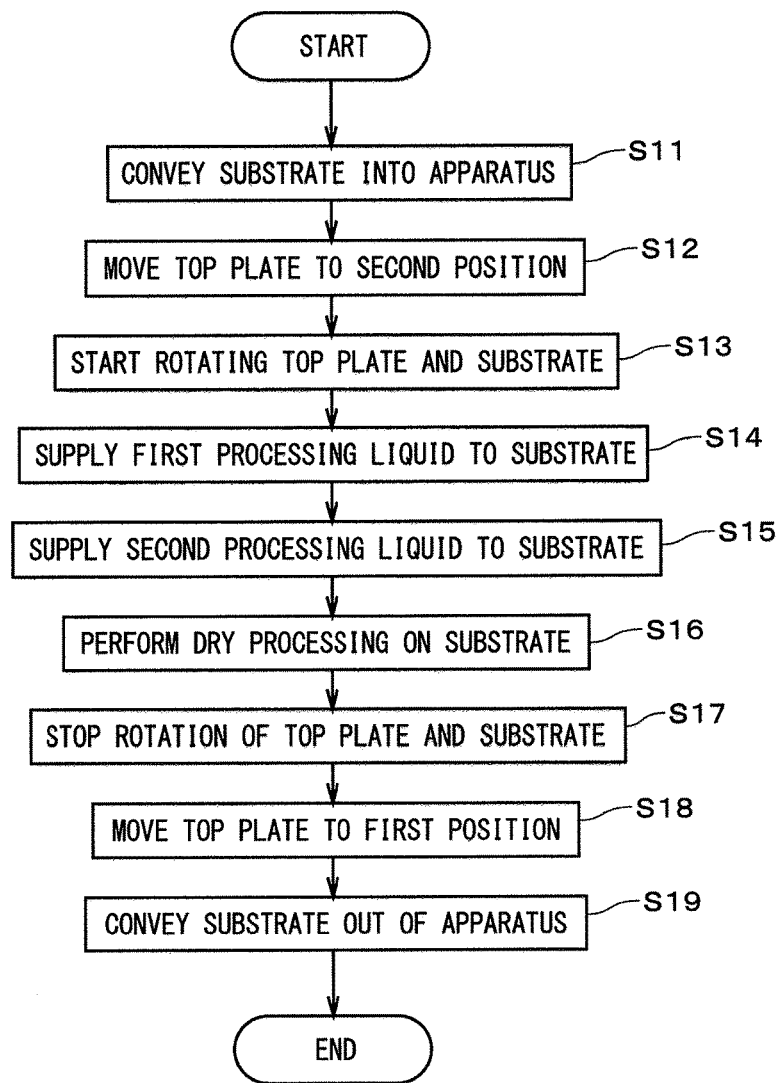 START
CONVEY SUBSTRATE INTO APPARATUS
S11
MOVE TOP PLATE TO SECOND POSITION
S12
START ROTATING TOP PLATE AND SUBSTRATE
S13
SUPPLY FIRST PROCESSING LIQUID TO SUBSTRATE
S14
SUPPLY SECOND PROCESSING LIQUID TO SUBSTRATE
S15
PERFORM DRY PROCESSING ON SUBSTRATE
S16
STOP ROTATION OF TOP PLATE AND SUBSTRATE
S17
MOVE TOP PLATE TO FIRST POSITION
S18
CONVEY SUBSTRATE OUT OF APPARATUS
S19
END